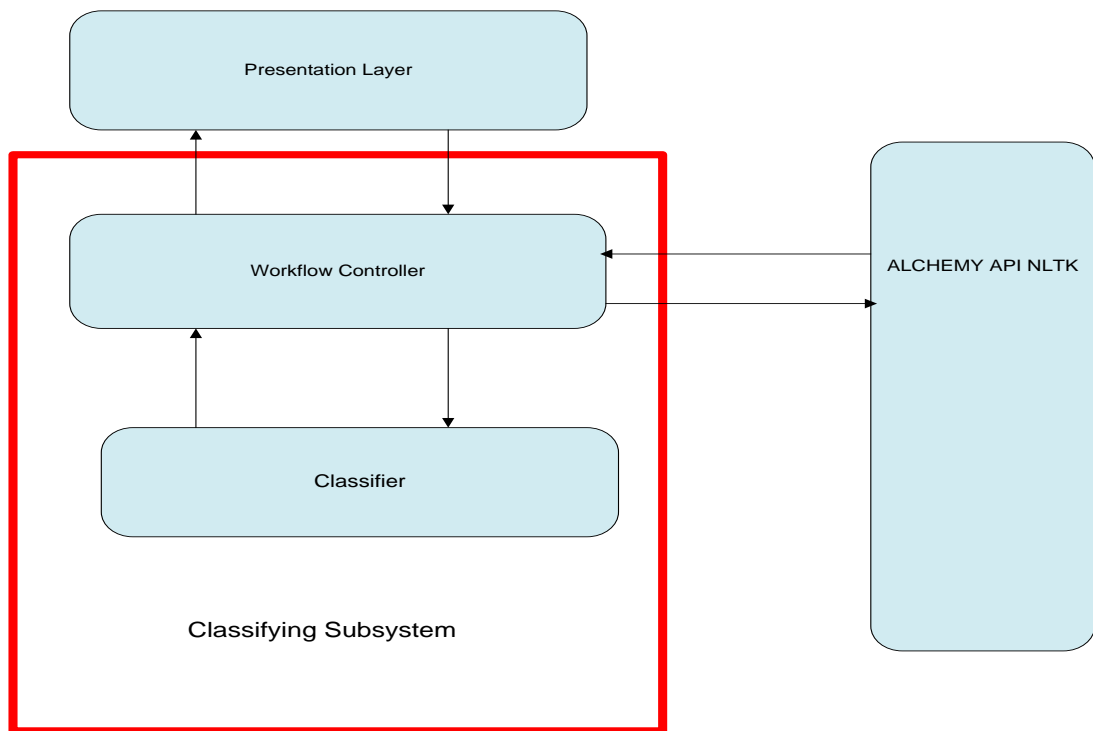 Presentation Layer
Workflow Controller
ALCHEMY API NLTK
Classifier
Classifying Subsystem